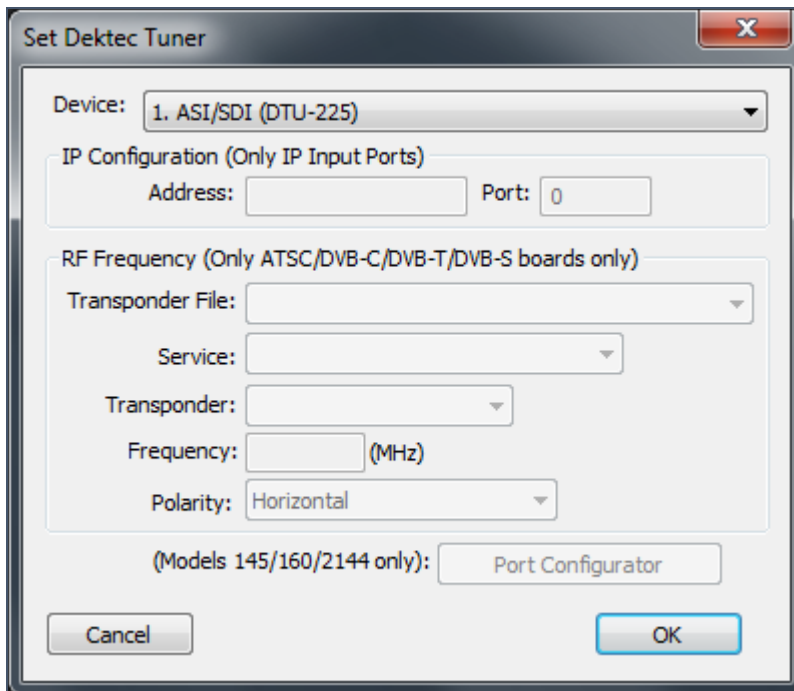 Set Dektec Tuner
Device: 1. ASI/SDI (DTU-225)
IP Configuration (Only IP Input Ports)
Address: Port: 0
RF Frequency (Only ATSC/DVB-C/DVB-T/DVB-S boards only)
Transponder File:
Service:
Transponder:
Frequency: (MHz)
Polarity: Horizontal
(Models 145/160/2144 only): Port Configurator
Cancel OK